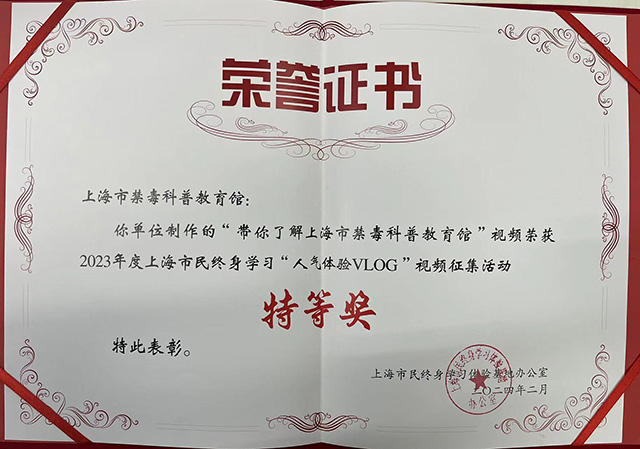 荣誉证书
上海市禁毒科普教育馆：
你单位制作的“带你了解上海市禁毒科普教育馆”视频荣获
2023年度上海市民终身学习“人气体验VLOG”视频征集活动
特等奖
特此表彰。
上海市民终身学习体验基地办公室
二〇二四年二月
办公室